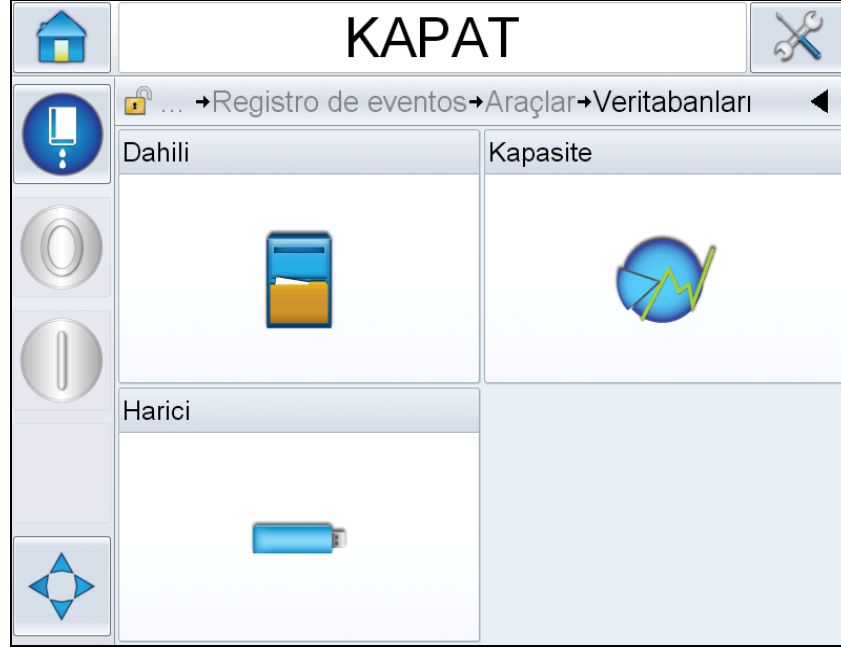 KAPAT
... →Registro de eventos→Araçlar→Veritabanları
Dahili
Kapasite
Harici